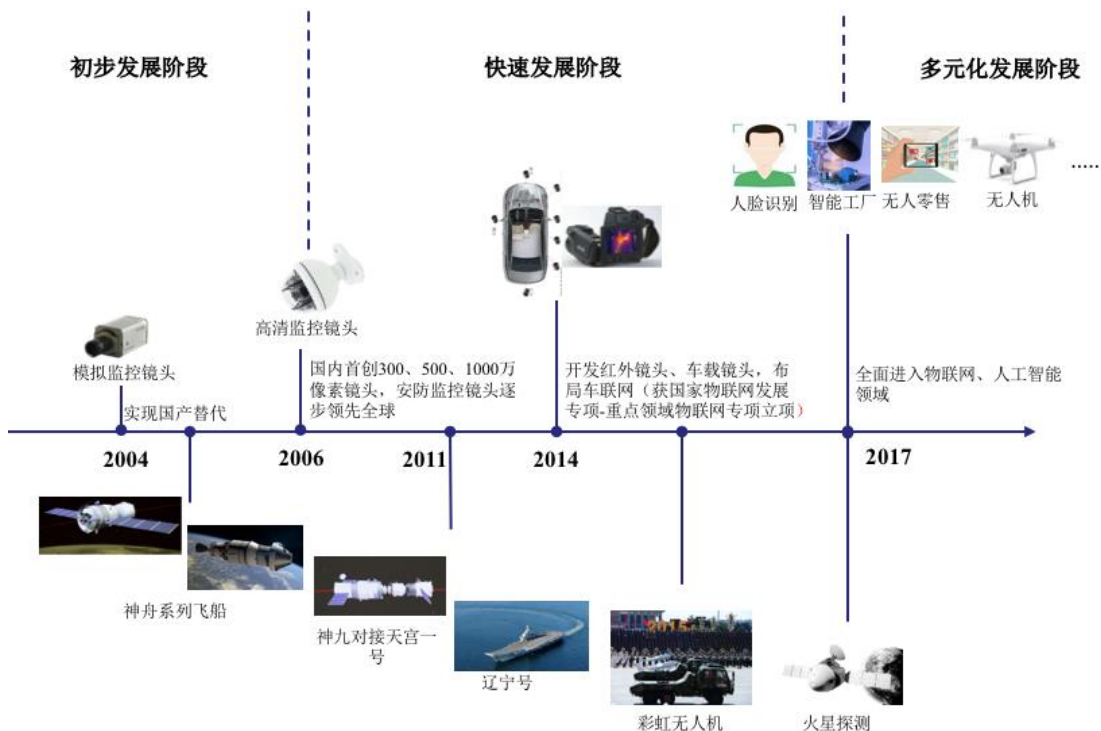 初步发展阶段
快速发展阶段
多元化发展阶段
人脸识别
智能工厂
无人零售
无人机
.....
高清监控镜头
模拟监控镜头
实现国产替代
国内首创300、500、1000万
像素镜头，安防监控镜头逐
步领先全球
开发红外镜头、车载镜头，布
局车联网（获国家物联网发展
专项-重点领域物联网专项立项）
全面进入物联网、人工智能
领域
2004
2006
2011
2014
2017
神舟系列飞船
神九对接天宫一
号
辽宁号
2015
彩虹无人机
火星探测